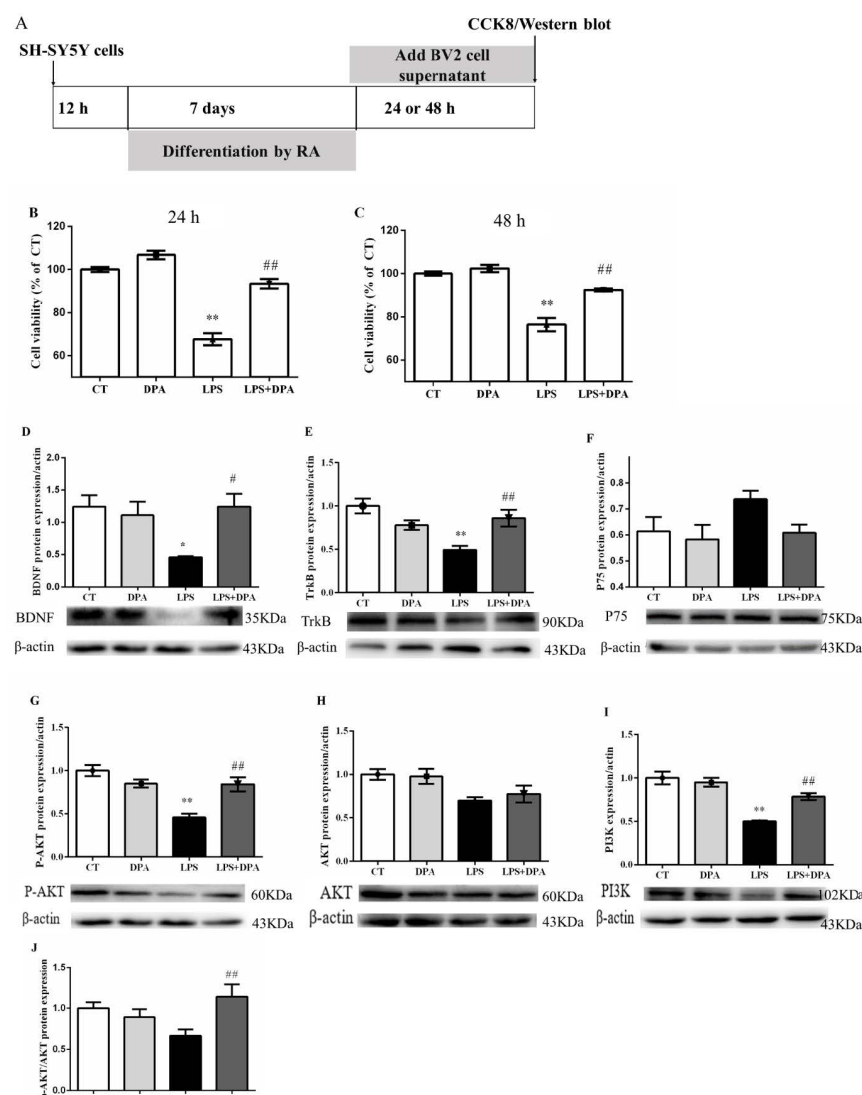 A
CCK8/Western blot
SH-SY5Y cells
Add BV2 cell
supernatant
12 h
7 days
24 or 48 h
Differentiation by RA
B
24 h
Cell viability (% of CT)
120
100
80
60
**
##
CT
DPA
LPS
LPS+DPA
C
48 h
Cell viability (% of CT)
120
100
80
60
**
##
CT
DPA
LPS
LPS+DPA
D
BDNF protein expression/actin
2.0
1.5
1.0
0.5
0.0
*
#
CT
DPA
LPS
LPS+DPA
BDNF
35KDa
β-actin
43KDa
E
TrkB protein expression/actin
1.5
1.0
0.5
0.0
**
##
CT
DPA
LPS
LPS+DPA
TrkB
90KDa
β-actin
43KDa
F
P75 protein expression/actin
0.8
0.7
0.6
0.5
0.4
CT
DPA
LPS
LPS+DPA
P75
75KDa
β-actin
43KDa
G
P-AKT protein expression/actin
1.5
1.0
0.5
0.0
**
##
CT
DPA
LPS
LPS+DPA
P-AKT
60KDa
β-actin
43KDa
H
AKT protein expression/actin
1.5
1.0
0.5
0.0
CT
DPA
LPS
LPS+DPA
AKT
60KDa
β-actin
43KDa
I
PI3K expression/actin
1.5
1.0
0.5
0.0
**
##
CT
DPA
LPS
LPS+DPA
PI3K
102KDa
β-actin
43KDa
J
-AKT/AKT protein expression
1.5
1.0
0.5
0.0
##